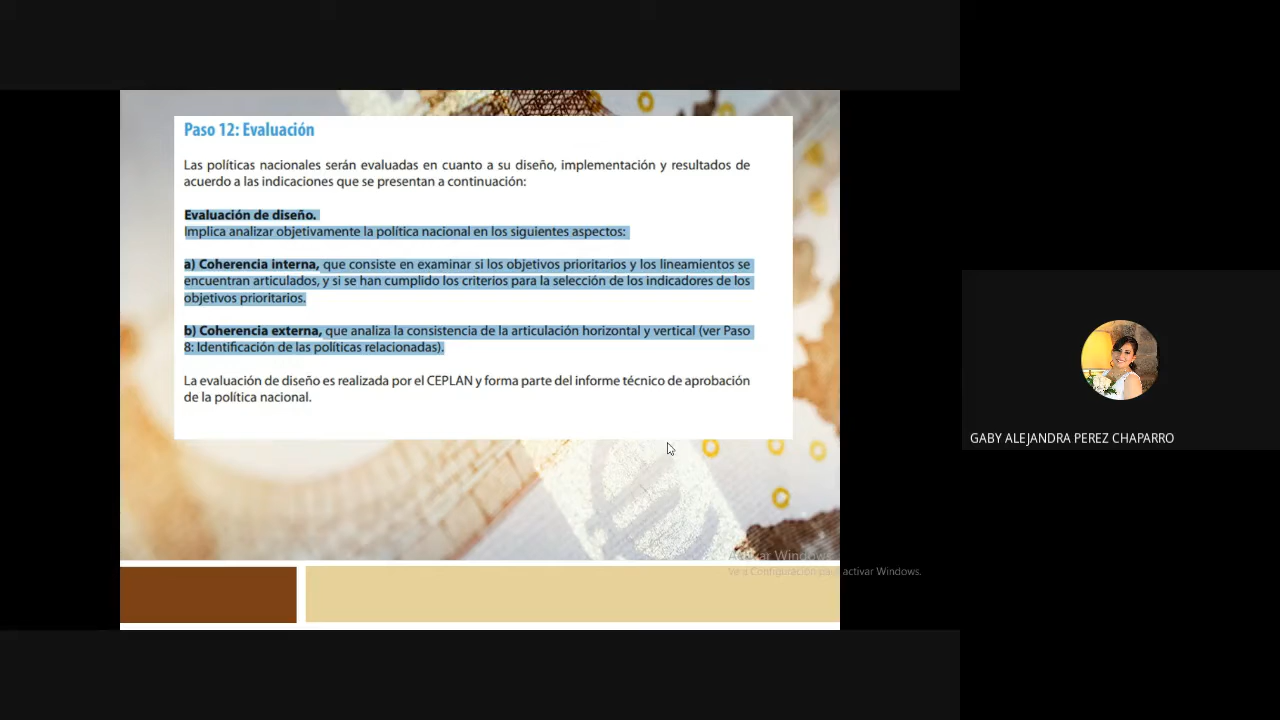 Paso 12: Evaluación
Las políticas nacionales serán evaluadas en cuanto a su diseño, implementación y resultados de
acuerdo a las indicaciones que se presentan a continuación:
Evaluación de diseño.
Implica analizar objetivamente la política nacional en los siguientes aspectos:
a) Coherencia interna, que consiste en examinar si los objetivos prioritarios y los lineamientos se
encuentran articulados, y si se han cumplido los criterios para la selección de los indicadores de los
objetivos prioritarios.
b) Coherencia externa, que analiza la consistencia de la articulación horizontal y vertical (ver Paso
8: Identificación de las políticas relacionadas).
La evaluación de diseño es realizada por el CEPLAN y forma parte del informe técnico de aprobación
de la política nacional.
GABY ALEJANDRA PEREZ CHAPARRO
Activar Windows
Ve a Configuración para activar Windows.